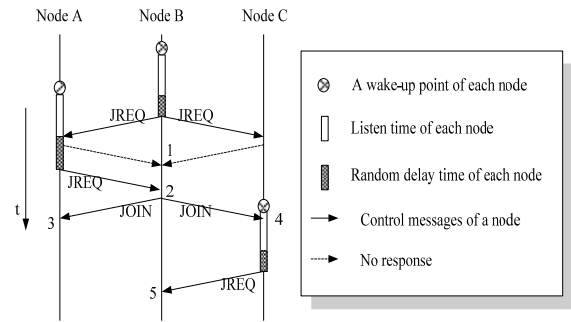 Node A Node B Node C
JREQ JREQ
1
JREQ
2
JOIN JOIN
3 4
t
JREQ
5
A wake-up point of each node
Listen time of each node
Random delay time of each node
Control messages of a node
No response